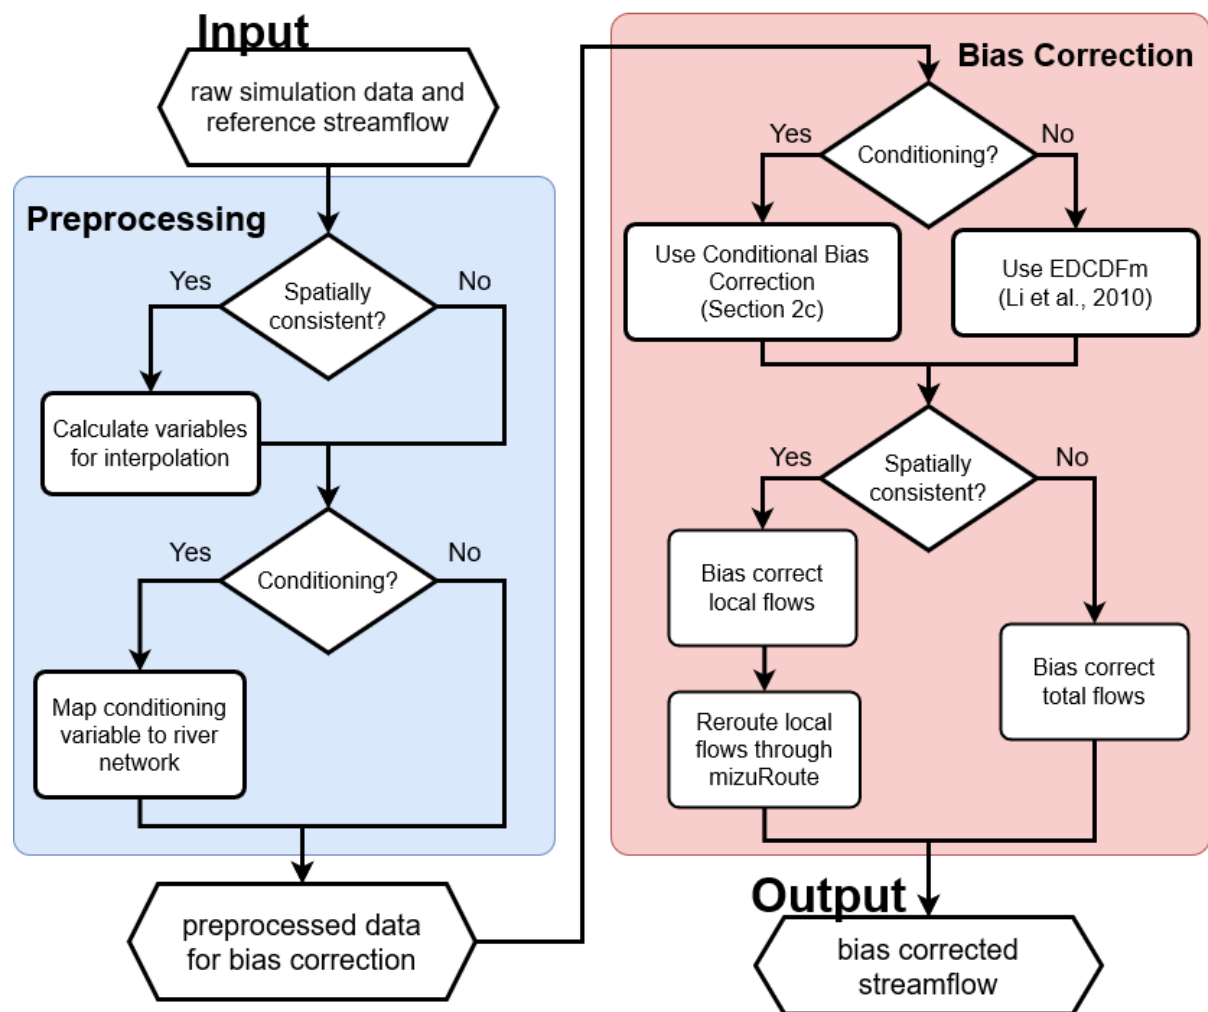 Input
raw simulation data and
reference streamflow
Preprocessing
Spatially
consistent?
Yes
No
Calculate variables
for interpolation
Conditioning?
Yes
No
Map conditioning
variable to river
network
preprocessed data
for bias correction
Bias Correction
Conditioning?
Yes
No
Use Conditional Bias
Correction
(Section 2c)
Use EDCDFm
(Li et al., 2010)
Spatially
consistent?
Yes
No
Bias correct
local flows
Reroute local
flows through
mizuRoute
Bias correct
total flows
Output
bias corrected
streamflow